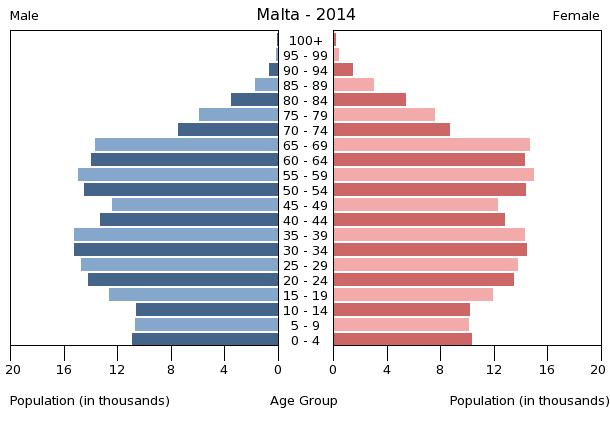 Male Malta - 2014 Female
100+
95 - 99
90 - 94
85 - 89
80 - 84
75 - 79
70 - 74
65 - 69
60 - 64
55 - 59
50 - 54
45 - 49
40 - 44
35 - 39
30 - 34
25 - 29
20 - 24
15 - 19
10 - 14
5 - 9
0 - 4
20 16 12 8 4 0 0 4 8 12 16 20
Population (in thousands) Age Group Population (in thousands)